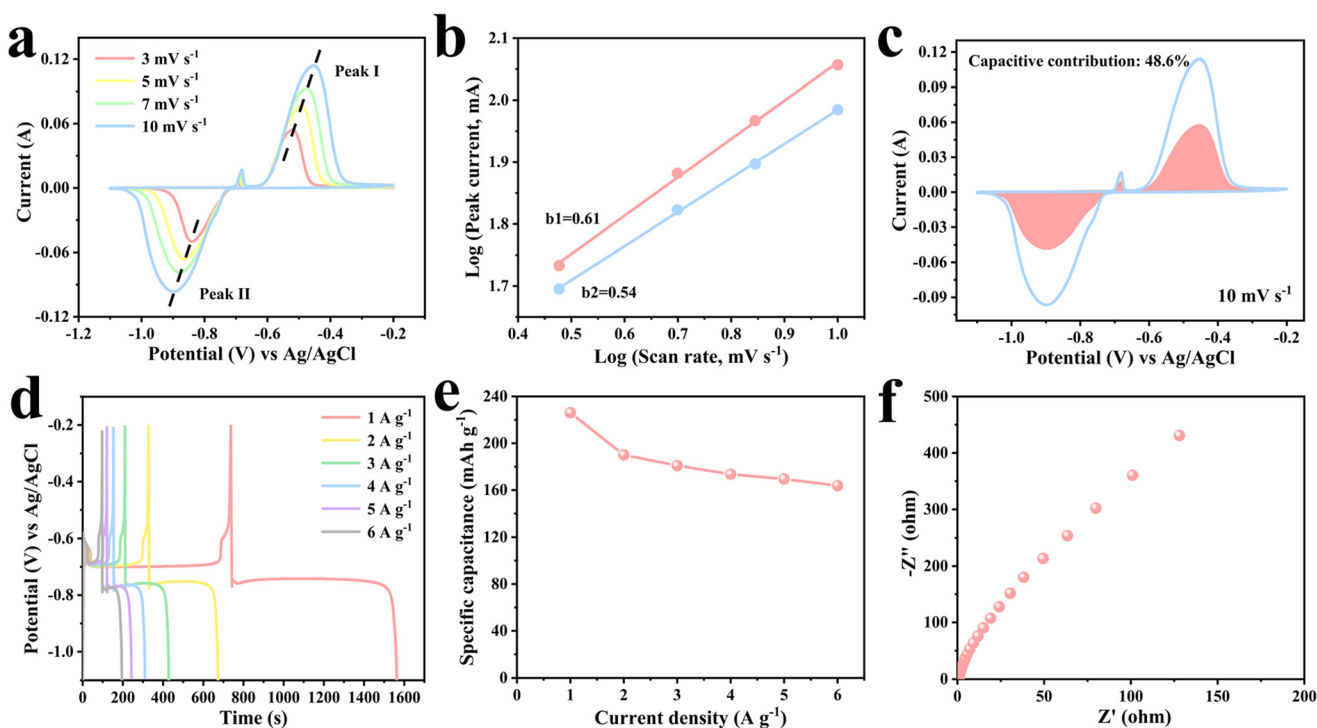 a
3 mV s⁻¹
5 mV s⁻¹
7 mV s⁻¹
10 mV s⁻¹
Peak I
Peak II
0.12
0.06
0.00
-0.06
-0.12
-1.0
-0.8
-0.6
-0.4
-0.2
Current (A)
Potential (V) vs Ag/AgCl
b
2.1
2.0
1.9
1.8
1.7
b1=0.61
b2=0.54
0.4
0.5
0.6
0.7
0.8
0.9
1.0
Log (Peak current, mA)
Log (Scan rate, mV s⁻¹)
c
Capacitive contribution: 48.6%
0.12
0.09
0.06
0.03
0.00
-0.03
-0.06
-0.09
10 mV s⁻¹
-1.0
-0.8
-0.6
-0.4
-0.2
Current (A)
Potential (V) vs Ag/AgCl
d
1 A g⁻¹
2 A g⁻¹
3 A g⁻¹
4 A g⁻¹
5 A g⁻¹
6 A g⁻¹
-0.2
-0.4
-0.6
-0.8
-1.0
0
200
400
600
800
1000
1200
1400
1600
Potential (V) vs Ag/AgCl
Time (s)
e
240
200
160
120
80
40
0
0
1
2
3
4
5
6
Specific capacitance (mAh g⁻¹)
Current density (A g⁻¹)
f
500
400
300
200
100
0
0
50
100
150
200
-Z'' (ohm)
Z' (ohm)